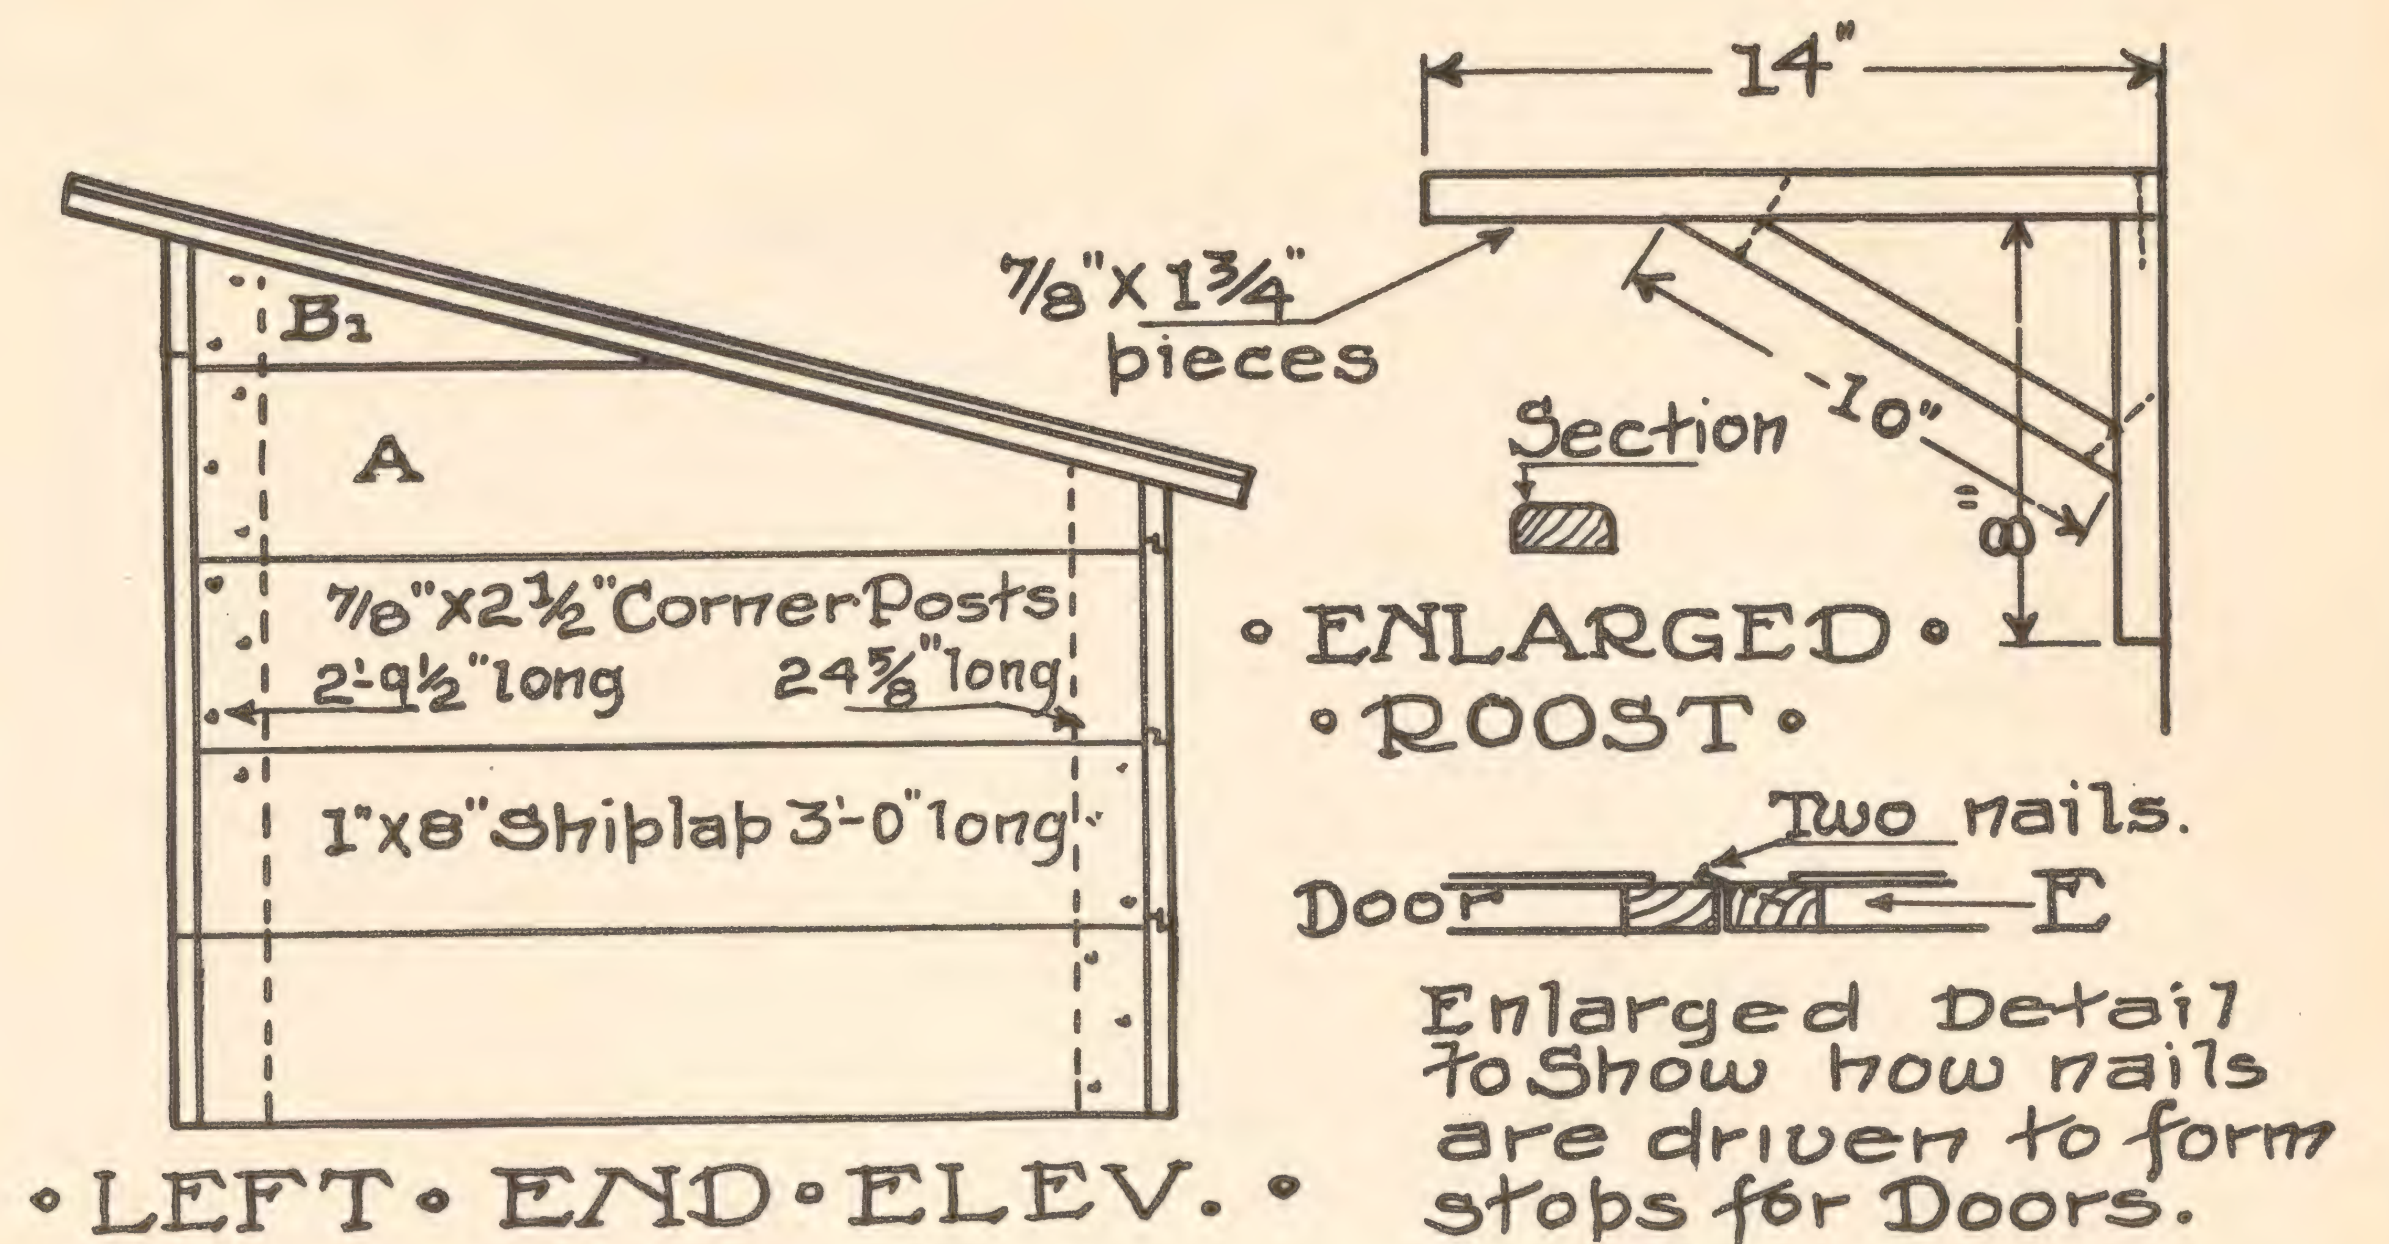 B1
A
7/8"X2 1/2" Corner Posts
2'-9 1/2" long
24 5/8" long
1"X8" Shiplap 3'-0" long
• LEFT • END • ELEV. •
14"
7/8" X 1 3/4"
pieces
10"
8"
Section
• ENLARGED •
• ROOST •
Two nails.
Door
E
Enlarged Detail
to Show how nails
are driven to form
stops for Doors.